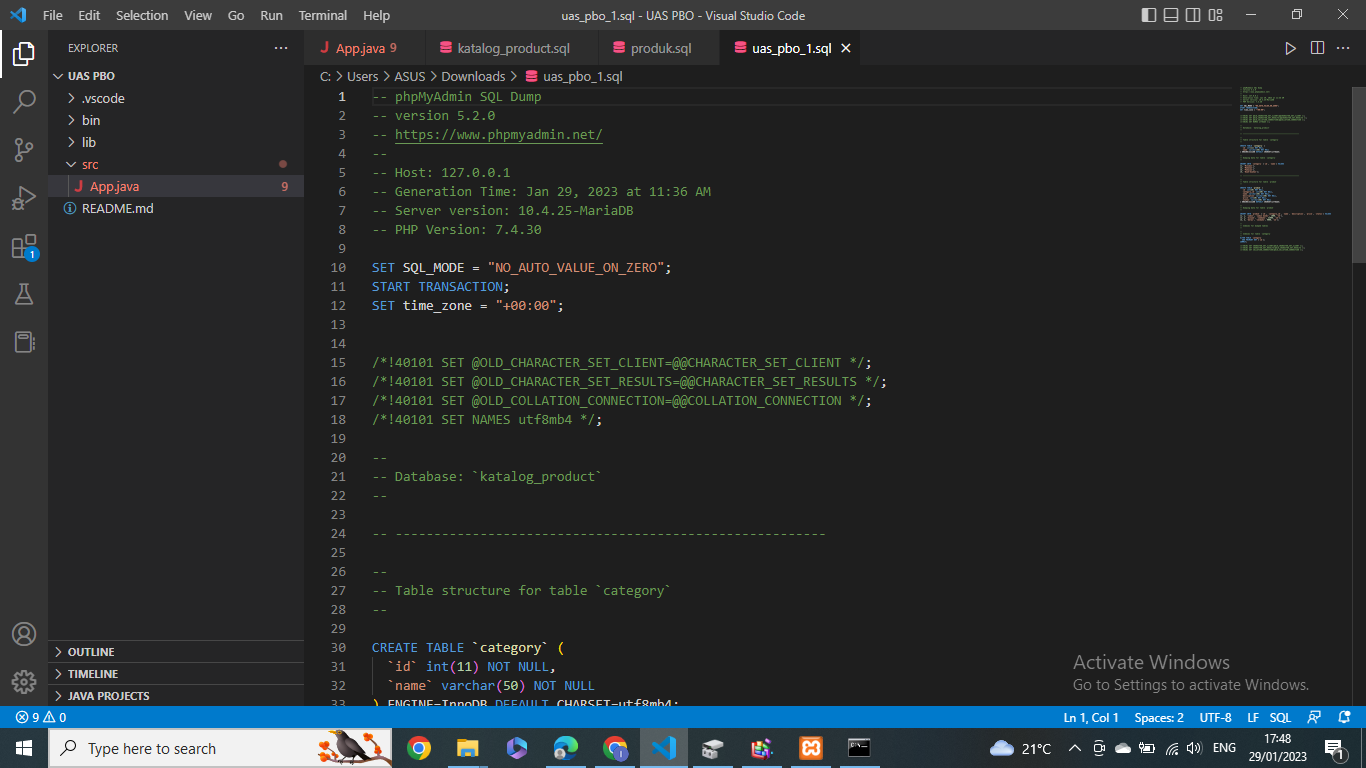 File Edit Selection View Go Run Terminal Help
uas_pbo_1.sql - UAS PBO - Visual Studio Code
EXPLORER
App.java 9
katalog_product.sql
produk.sql
uas_pbo_1.sql
UAS PBO
.vscode
bin
lib
src
App.java 9
README.md
1
OUTLINE
TIMELINE
JAVA PROJECTS
C: > Users > ASUS > Downloads > uas_pbo_1.sql
1 -- phpMyAdmin SQL Dump
2 -- version 5.2.0
3 -- https://www.phpmyadmin.net/
4 --
5 -- Host: 127.0.0.1
6 -- Generation Time: Jan 29, 2023 at 11:36 AM
7 -- Server version: 10.4.25-MariaDB
8 -- PHP Version: 7.4.30
9
10 SET SQL_MODE = "NO_AUTO_VALUE_ON_ZERO";
11 START TRANSACTION;
12 SET time_zone = "+00:00";
13
14
15 /*!40101 SET @OLD_CHARACTER_SET_CLIENT=@@CHARACTER_SET_CLIENT */;
16 /*!40101 SET @OLD_CHARACTER_SET_RESULTS=@@CHARACTER_SET_RESULTS */;
17 /*!40101 SET @OLD_COLLATION_CONNECTION=@@COLLATION_CONNECTION */;
18 /*!40101 SET NAMES utf8mb4 */;
19
20 --
21 -- Database: `katalog_product`
22 --
23
24 -- --------------------------------------------------------
25
26 --
27 -- Table structure for table `category`
28 --
29
30 CREATE TABLE `category` (
31 `id` int(11) NOT NULL,
32 `name` varchar(50) NOT NULL
33 ) ENGINE=InnoDB DEFAULT CHARSET=utf8mb4;
Activate Windows
Go to Settings to activate Windows.
9 0
Ln 1, Col 1 Spaces: 2 UTF-8 LF SQL
Type here to search
21°C
ENG
17:48
29/01/2023
1